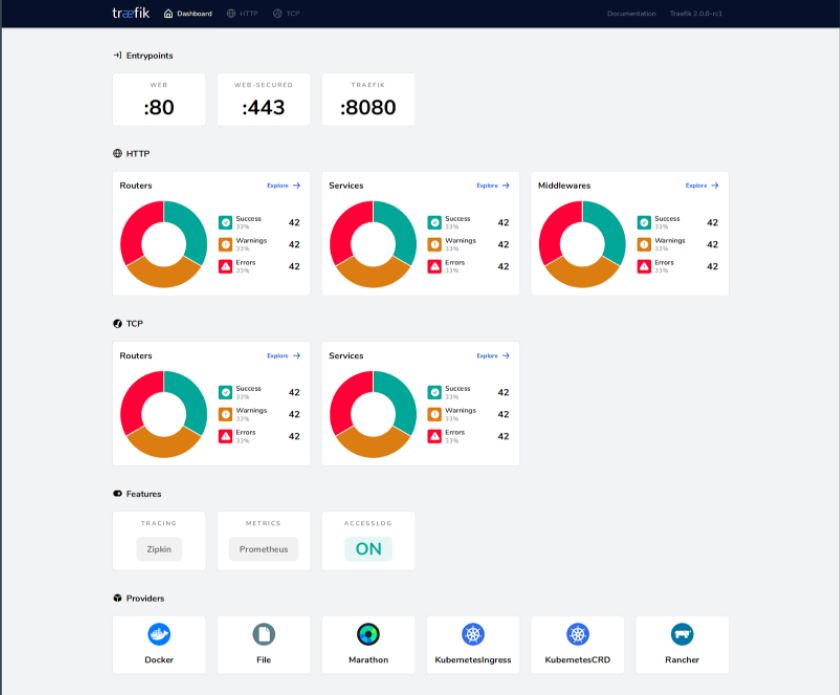 træfik Dashboard HTTP TCP Documentation Traefik 2.0.0-rc1
Entrypoints
WEB WEB-SECURED TRAEFIK
:80 :443 :8080
HTTP
Routers Explore
Success 42
33%
Warnings 42
33%
Errors 42
33%
Services Explore
Success 42
33%
Warnings 42
33%
Errors 42
33%
Middlewares Explore
Success 42
33%
Warnings 42
33%
Errors 42
33%
TCP
Routers Explore
Success 42
33%
Warnings 42
33%
Errors 42
33%
Services Explore
Success 42
33%
Warnings 42
33%
Errors 42
33%
Features
TRACING METRICS ACCESSLOG
Zipkin Prometheus ON
Providers
Docker File Marathon KubernetesIngress KubernetesCRD Rancher